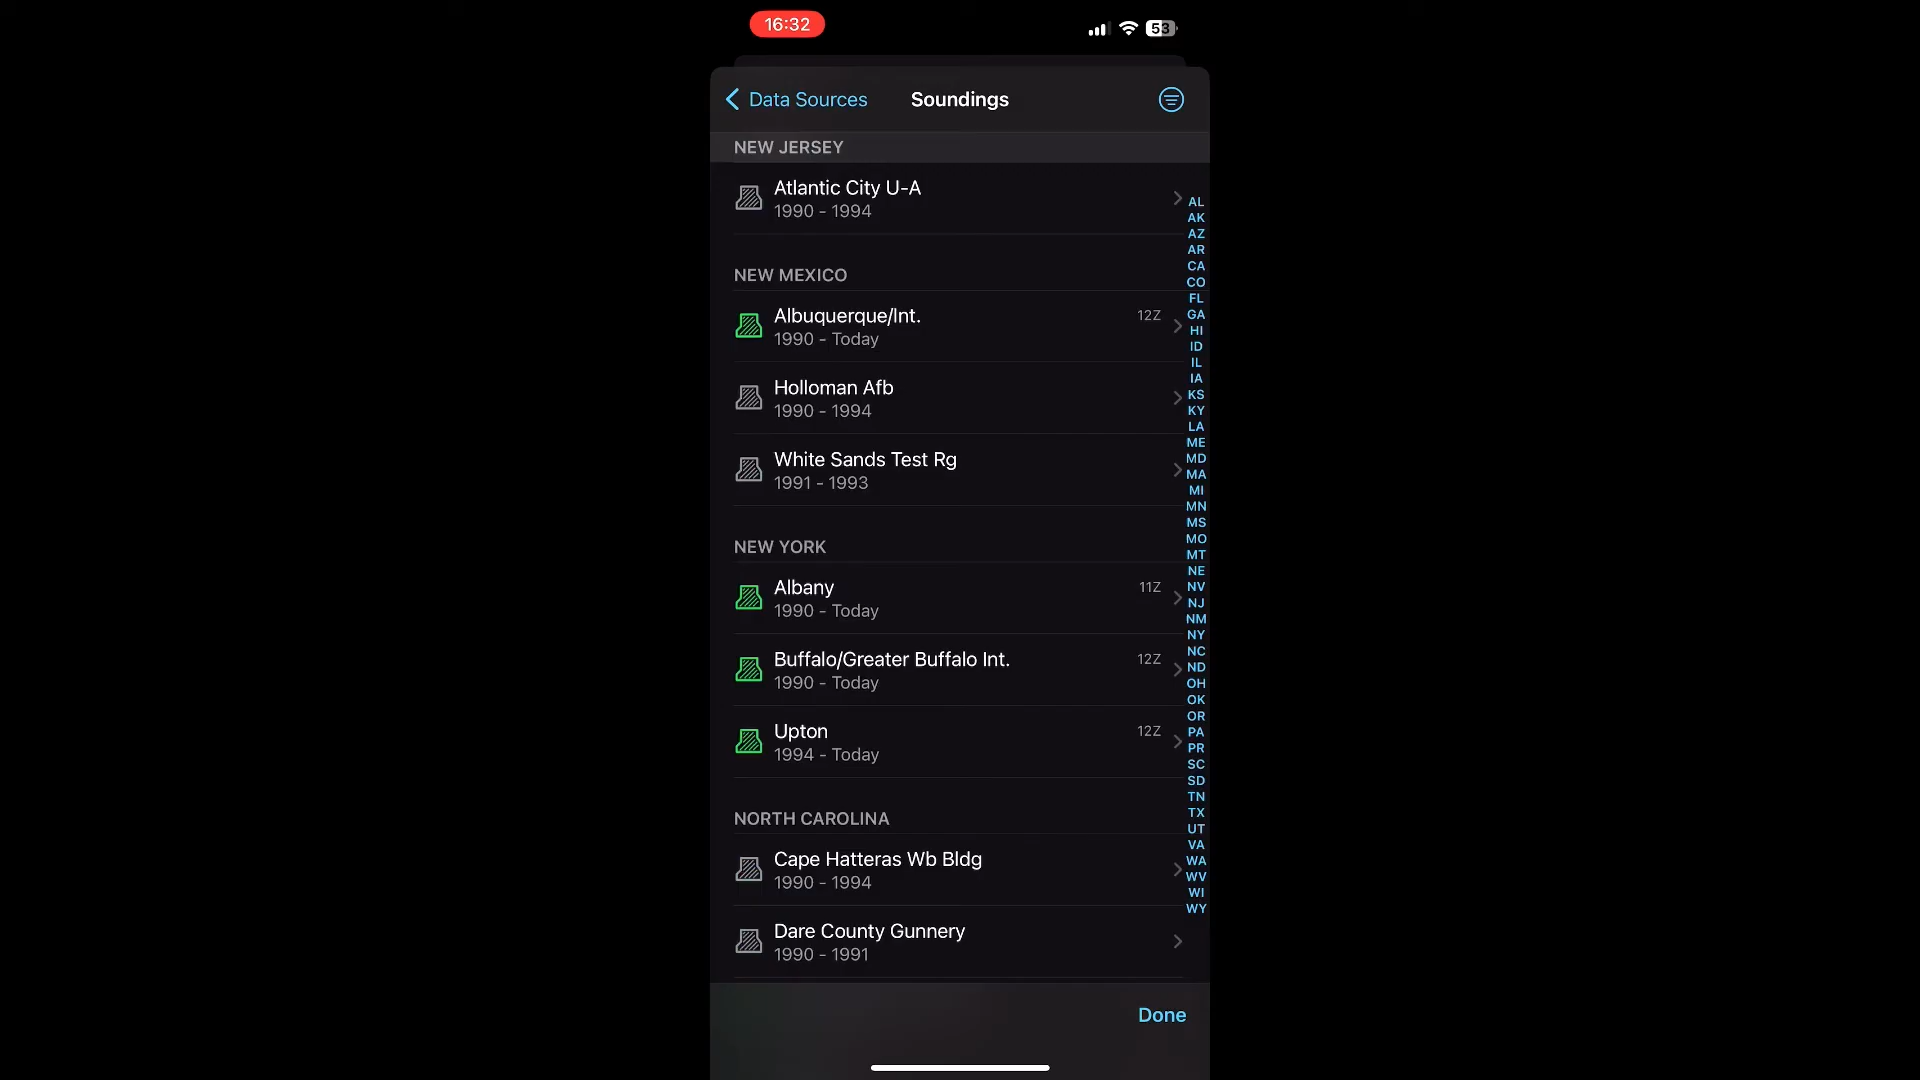 16:32
53
Data Sources
Soundings
NEW JERSEY
Atlantic City U-A
1990 - 1994
NEW MEXICO
Albuquerque/Int.
12Z
1990 - Today
Holloman Afb
1990 - 1994
White Sands Test Rg
1991 - 1993
NEW YORK
Albany
11Z
1990 - Today
Buffalo/Greater Buffalo Int.
12Z
1990 - Today
Upton
12Z
1994 - Today
NORTH CAROLINA
Cape Hatteras Wb Bldg
1990 - 1994
Dare County Gunnery
1990 - 1991
AL
AK
AZ
AR
CA
CO
FL
GA
HI
ID
IL
IA
KS
KY
LA
ME
MD
MA
MI
MN
MS
MO
MT
NE
NV
NJ
NM
NY
NC
ND
OH
OK
OR
PA
PR
SC
SD
TN
TX
UT
VA
WA
WV
WI
WY
Done